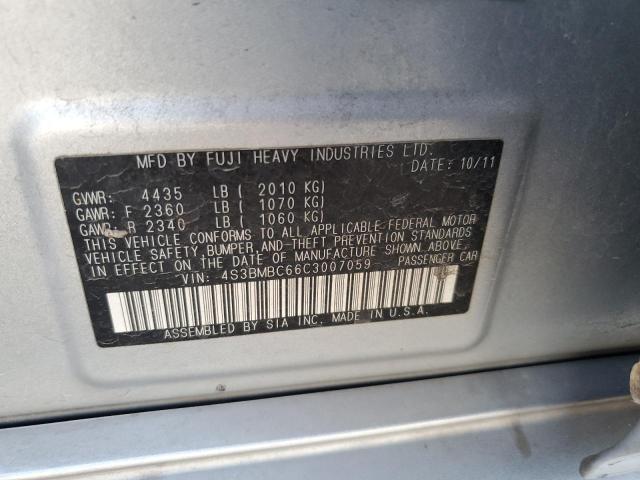 MFD BY FUJI HEAVY INDUSTRIES LTD.
DATE: 10/11
GVWR: 4435 LB ( 2010 KG)
GAWR: F 2360 LB ( 1070 KG)
GAWR: R 2340 LB ( 1060 KG)
THIS VEHICLE CONFORMS TO ALL APPLICABLE FEDERAL MOTOR
VEHICLE SAFETY, BUMPER, AND THEFT PREVENTION STANDARDS
IN EFFECT ON THE DATE OF MANUFACTURE SHOWN ABOVE.
VIN: 4S3BMBC66C3007059 PASSENGER CAR
ASSEMBLED BY SIA INC. MADE IN U.S.A.